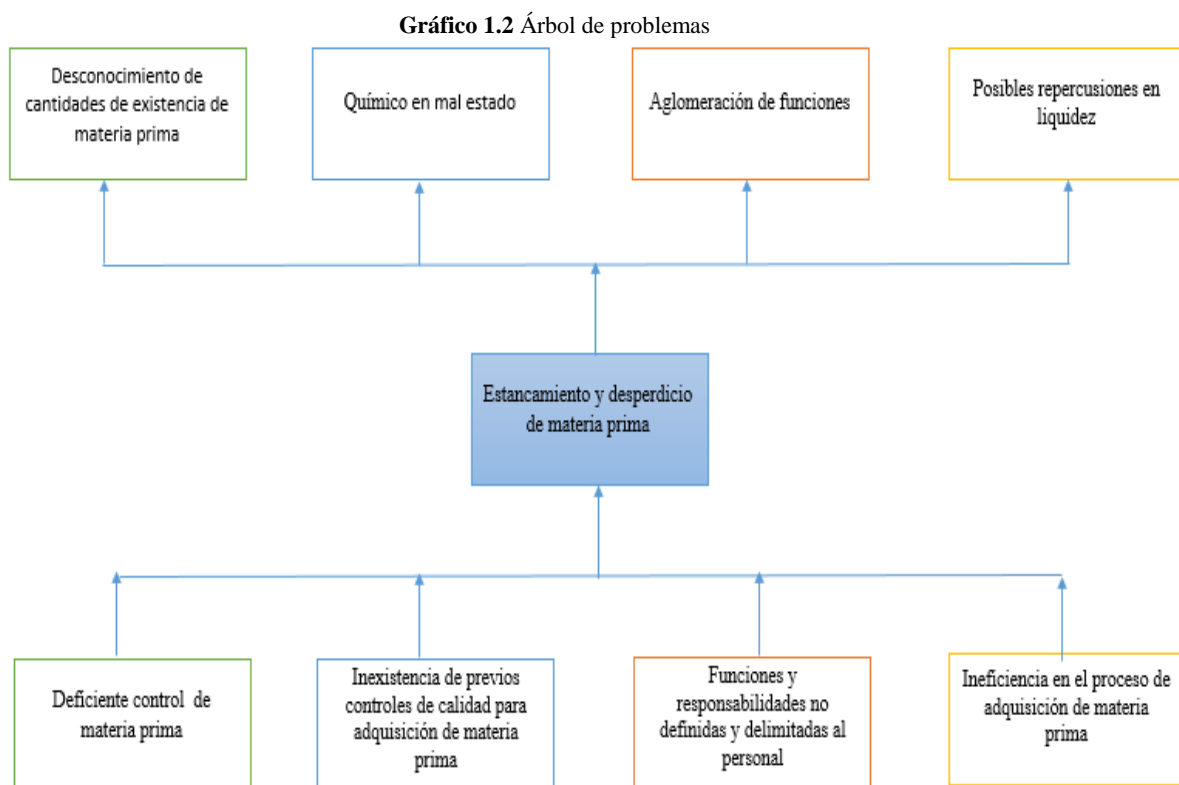 Gráfico 1.2 Árbol de problemas
Desconocimiento de
cantidades de existencia de
materia prima
Químico en mal estado
Aglomeración de funciones
Posibles repercusiones en
liquidez
Estancamiento y desperdicio
de materia prima
Deficiente control de
materia prima
Inexistencia de previos
controles de calidad para
adquisición de materia
prima
Funciones y
responsabilidades no
definidas y delimitadas al
personal
Ineficiencia en el proceso de
adquisición de materia
prima